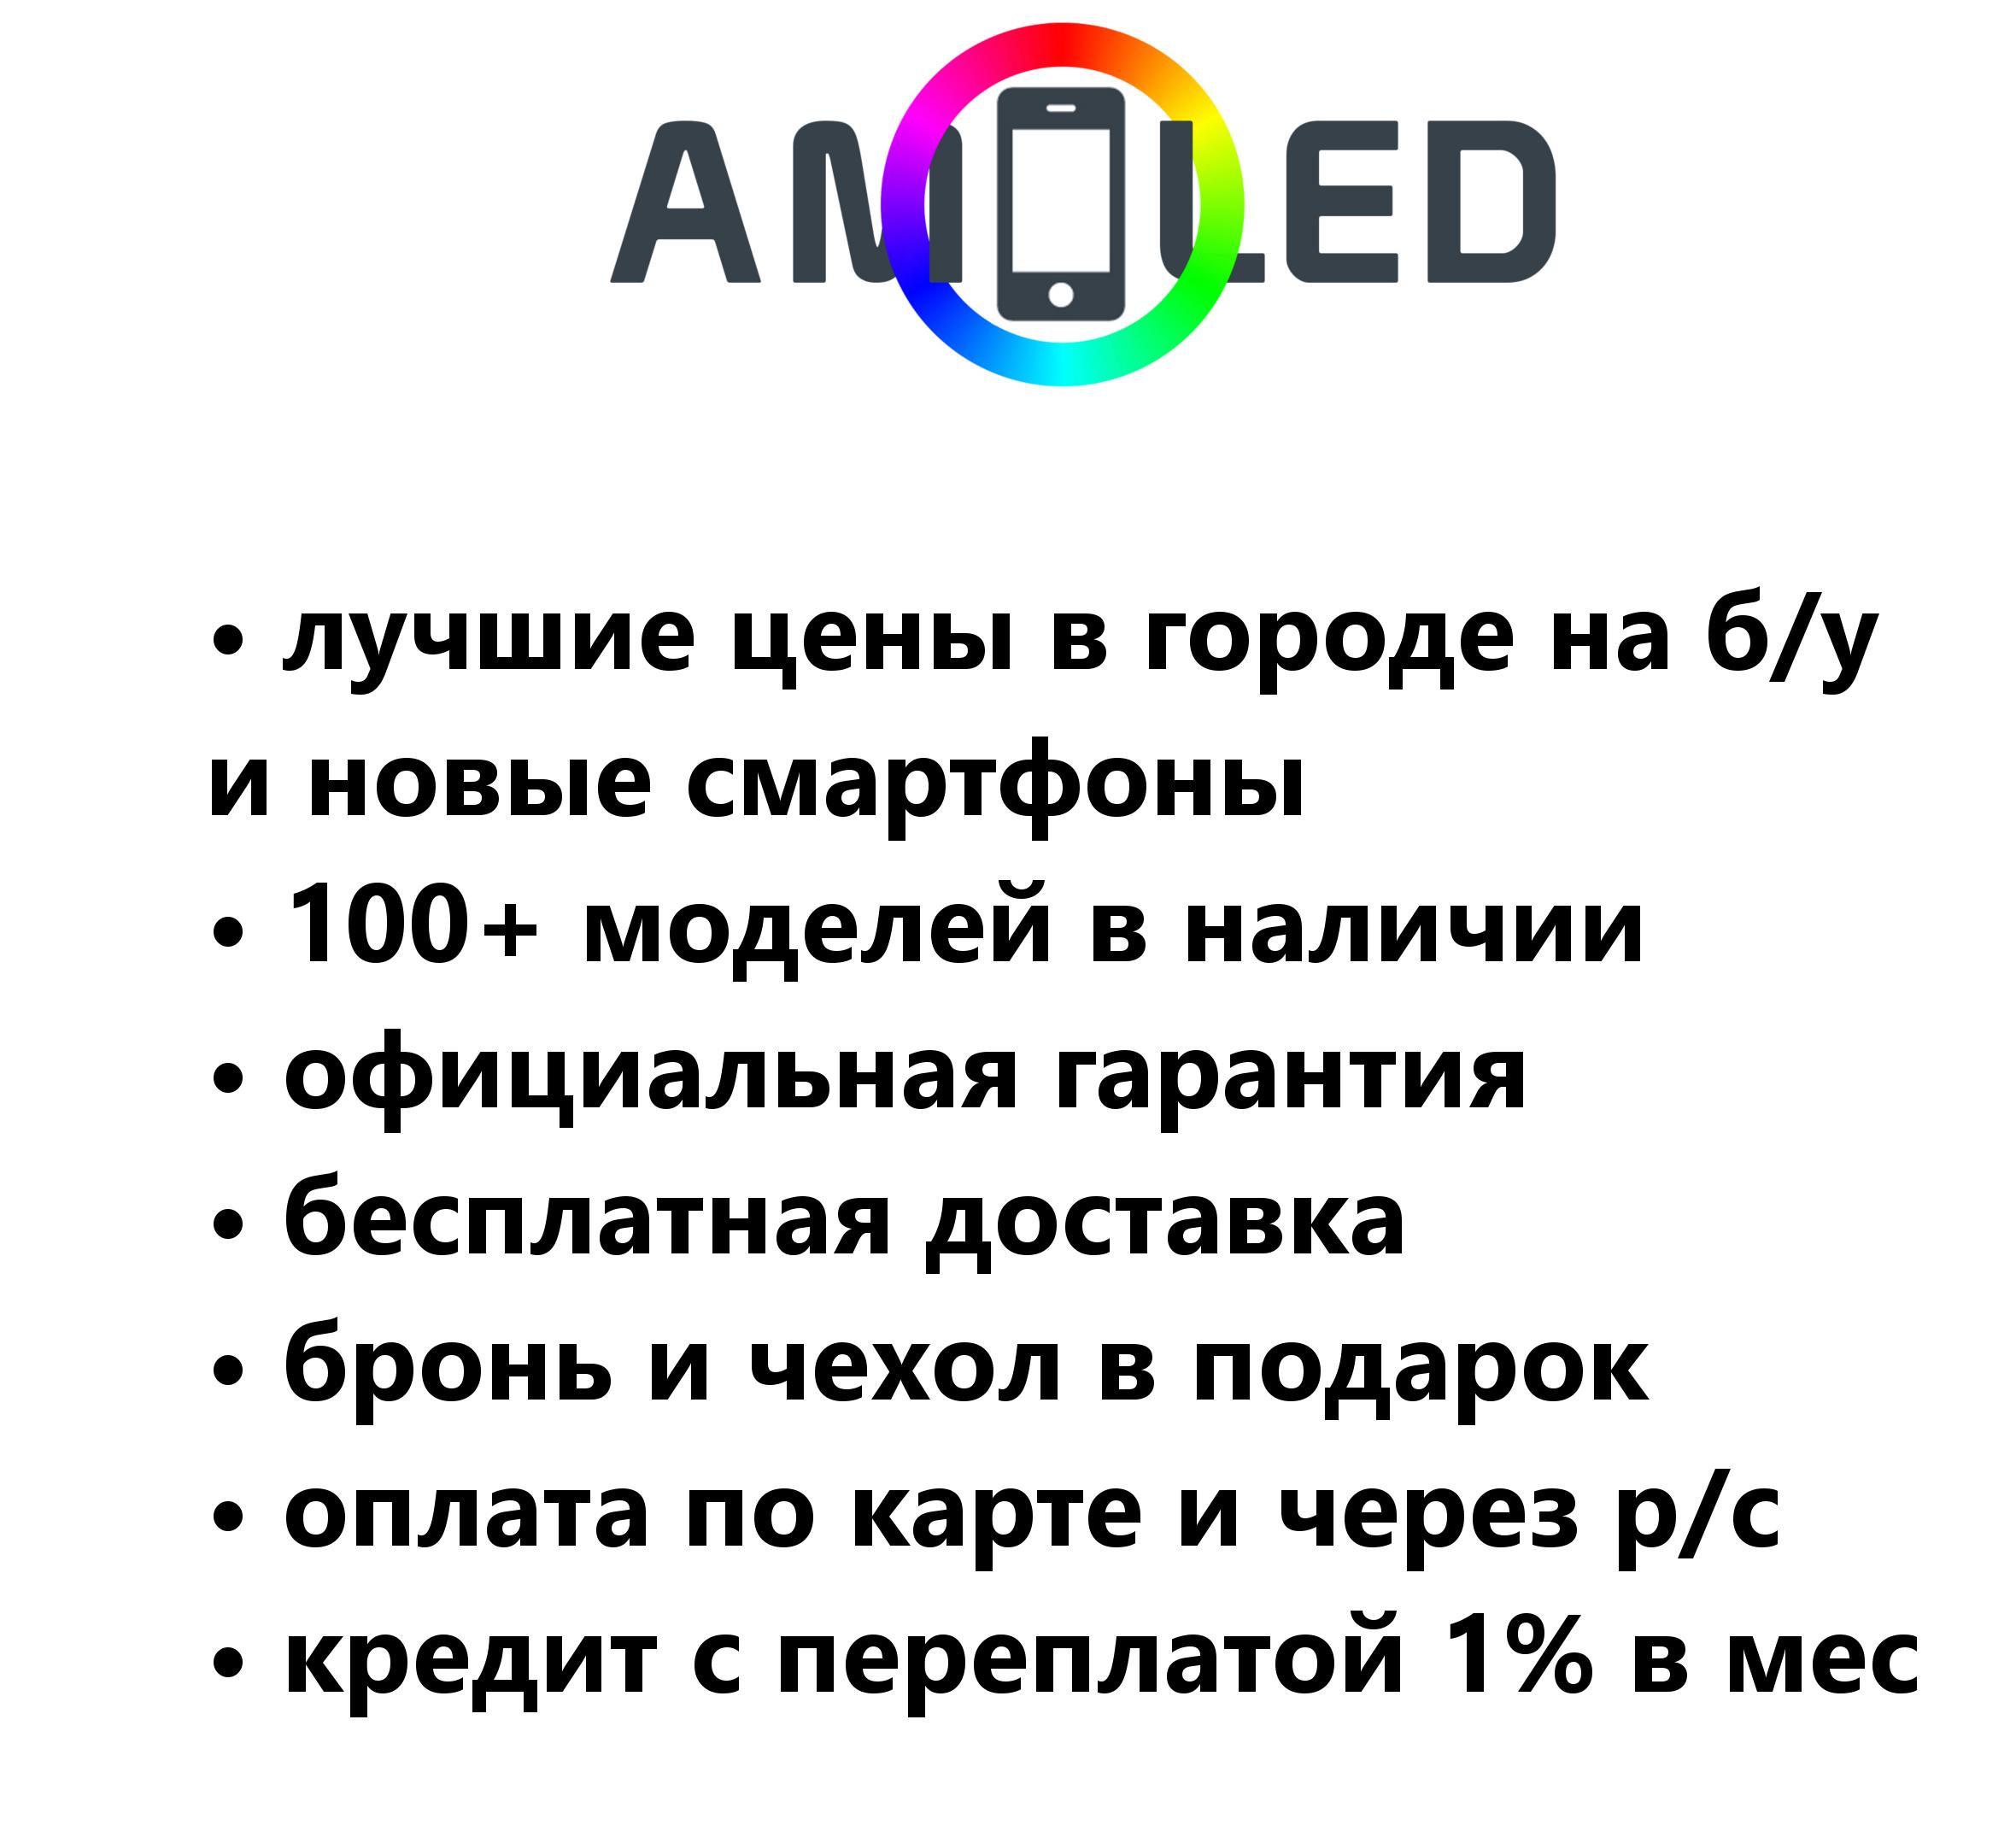 AMOLED
• лучшие цены в городе на б/у
и новые смартфоны
• 100+ моделей в наличии
• официальная гарантия
• бесплатная доставка
• бронь и чехол в подарок
• оплата по карте и через р/с
• кредит с переплатой 1% в мес